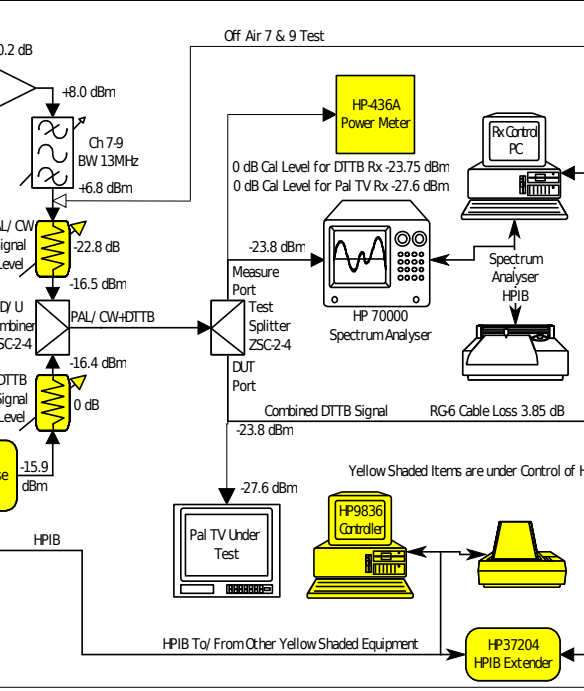 Off Air 7 & 9 Test
0.2 dB
+8.0 dBm
HP-436A
Power Meter
Rx Control
PC
Ch 7-9
BW 13MHz
0 dB Cal Level for DTTB Rx -23.75 dBm
0 dB Cal Level for Pal TV Rx -27.6 dBm
+6.8 dBm
AL/ CW
ignal
Level
-22.8 dB
-23.8 dBm
Spectrum
Analyser
HPIB
Measure
Port
-16.5 dBm
D/ U
mbiner
SC-2-4
PAL/ CW+DTTB
Test
Splitter
ZSC-2-4
HP 70000
Spectrum Analyser
-16.4 dBm
DUT
Port
DTTB
ignal
Level
0 dB
Combined DTTB Signal
RG6 Cable Loss 3.85 dB
-23.8 dBm
se
-15.9
dBm
Yellow Shaded Items are under Control of H
-27.6 dBm
HP9836
Controller
Pal TV Under
Test
HPIB
HPIB To/ From Other Yellow Shaded Equipment
HP37204
HPIB Extender